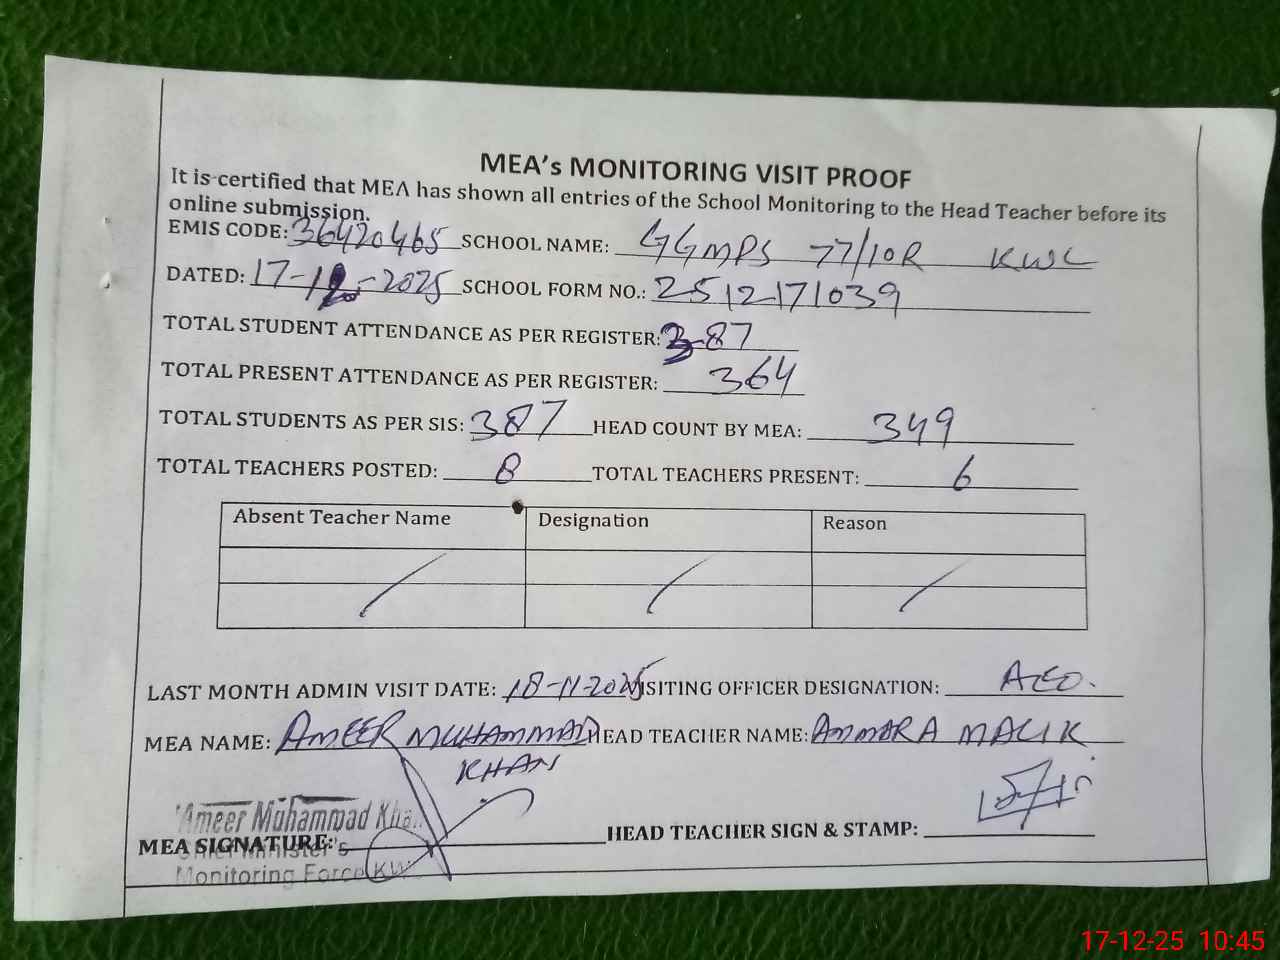 MEA's MONITORING VISIT PROOF
It is certified that MEA has shown all entries of the School Monitoring to the Head Teacher before its
online submission.
EMIS CODE: 36420465 SCHOOL NAME: GGMPS 77/10R KWL
DATED: 17-12-2025 SCHOOL FORM NO.: 2512171039
TOTAL STUDENT ATTENDANCE AS PER REGISTER: 387
TOTAL PRESENT ATTENDANCE AS PER REGISTER: 364
TOTAL STUDENTS AS PER SIS: 387 HEAD COUNT BY MEA: 349
TOTAL TEACHERS POSTED: 8 TOTAL TEACHERS PRESENT: 6
Absent Teacher Name Designation Reason
LAST MONTH ADMIN VISIT DATE: 18-11-2025 VISITING OFFICER DESIGNATION: AEO.
MEA NAME: AMEER MUHAMMAD HEAD TEACHER NAME: AMMARA MALIK
KHAN
Ameer Muhammad Khan
MEA SIGNATURE: HEAD TEACHER SIGN & STAMP:
Chief Minister's
Monitoring Force KW
17-12-25 10:45